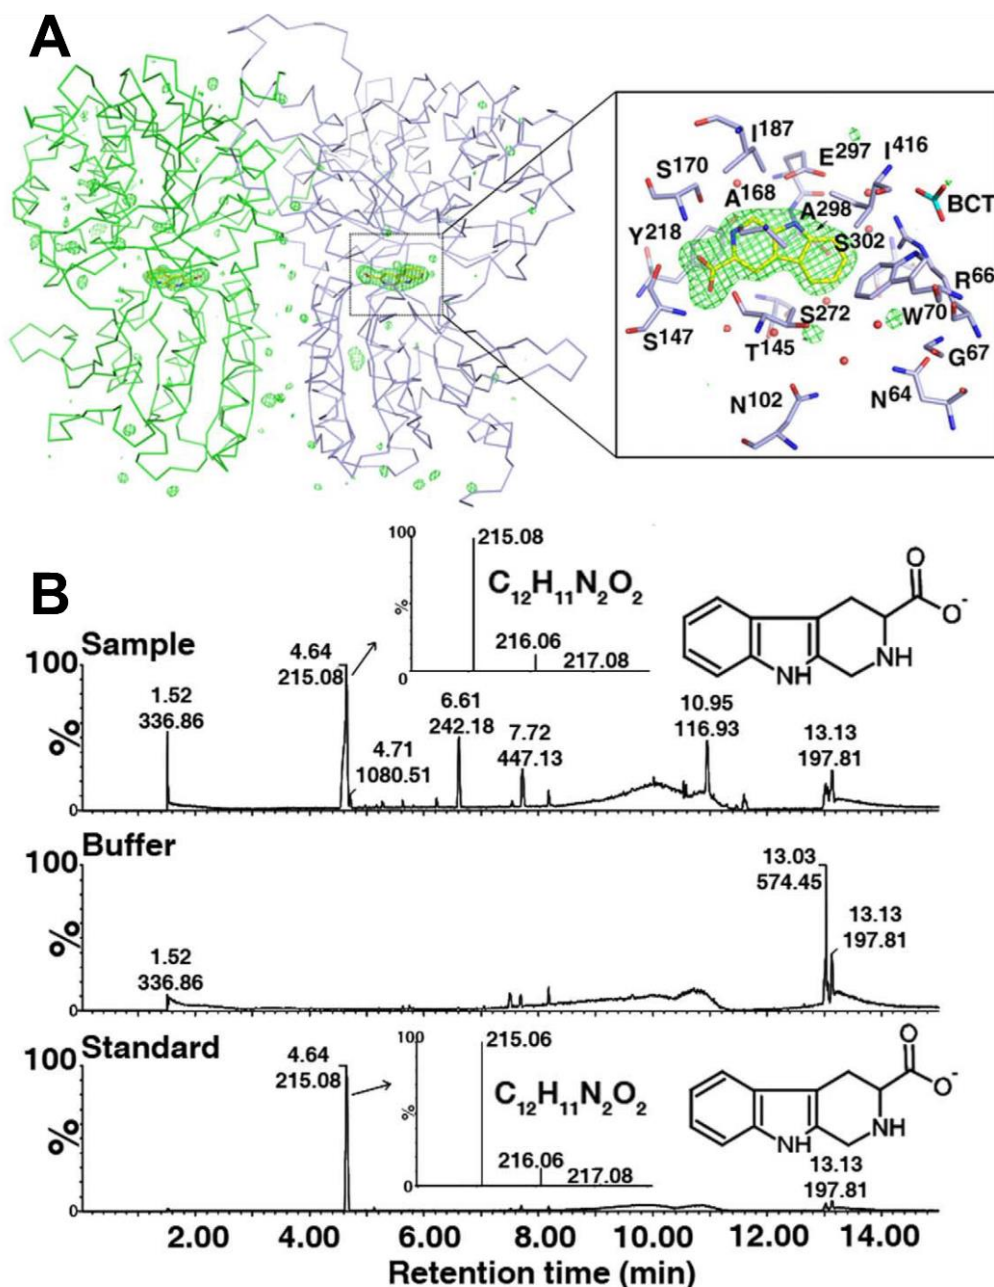 A
I187
S170
E297
I416
A168
A298
BCT
Y218
S302
R66
S272
W70
S147
T145
G67
N102
N64
B
Sample
100
%
0
1.52
336.86
4.64
215.08
4.71
1080.51
6.61
242.18
7.72
447.13
10.95
116.93
13.13
197.81
100
%
0
215.08
C12H11N2O2
216.06
217.08
O
O-
NH
NH
Buffer
100
%
0
1.52
336.86
13.03
574.45
13.13
197.81
Standard
100
%
0
4.64
215.08
100
%
0
215.06
C12H11N2O2
216.06
217.08
O
O-
NH
NH
13.13
197.81
2.00 4.00 6.00 8.00 10.00 12.00 14.00
Retention time (min)